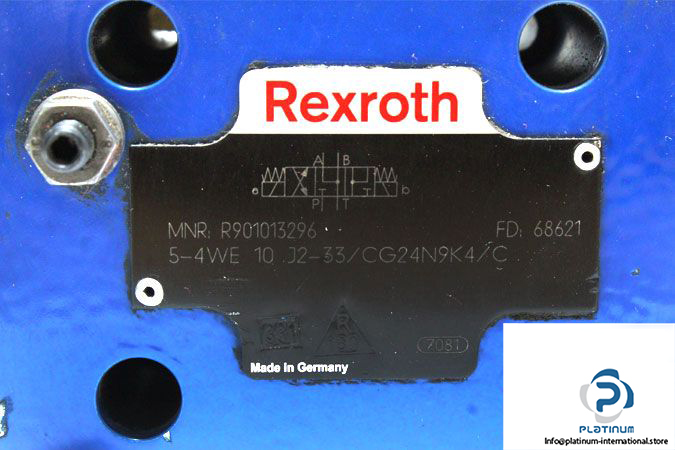 Rexroth
A B
a b
P T
MNR: R901013296 FD: 68621
5-4WE 10 J2-33/CG24N9K4/C
7081
Made in Germany
PLATINUM
info@platinum-international.store